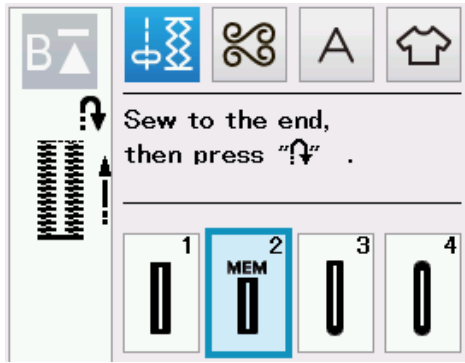 B
A
Sew to the end,
then press "" .
1
2
3
4
MEM